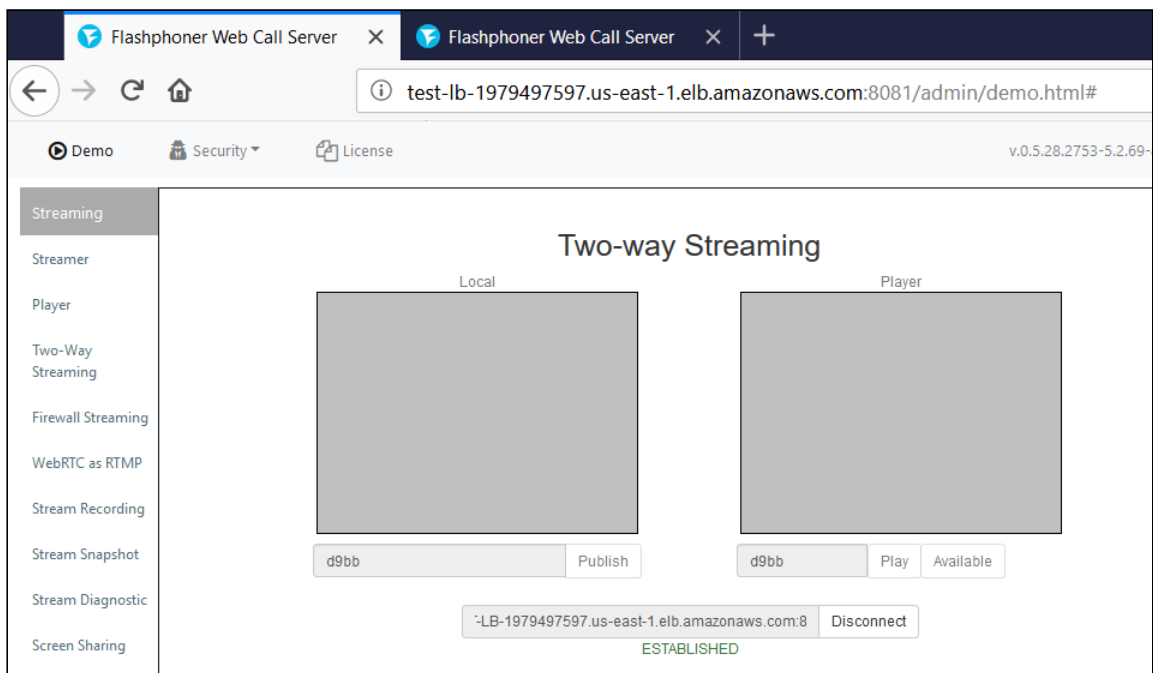 Flashphoner Web Call Server
Flashphoner Web Call Server
test-lb-1979497597.us-east-1.elb.amazonaws.com:8081/admin/demo.html#
Demo Security License v.0.5.28.2753-5.2.69-
Streaming
Two-way Streaming
Streamer
Local Player
Player
Two-Way
Streaming
Firewall Streaming
WebRTC as RTMP
Stream Recording
Stream Snapshot
d9bb Publish d9bb Play Available
Stream Diagnostic
-LB-1979497597.us-east-1.elb.amazonaws.com:8 Disconnect
Screen Sharing
ESTABLISHED